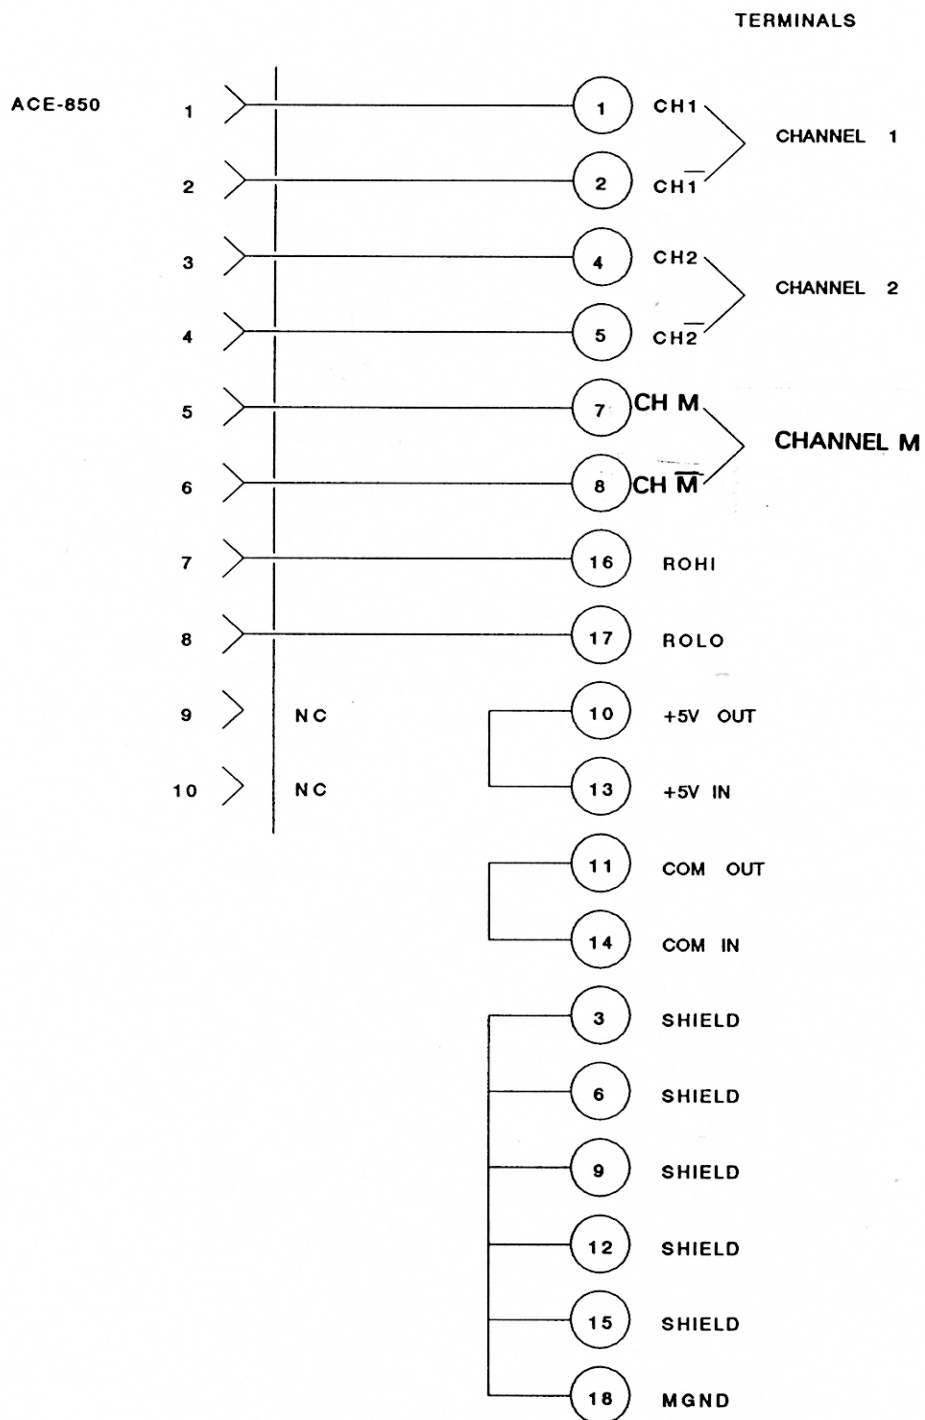 TERMINALS
ACE-850 1 1 CH1
CHANNEL 1
2 2 CH1̅
3 4 CH2
CHANNEL 2
4 5 CH2̅
5 7 CH M
CHANNEL M
6 8 CH M̅
7 16 ROHI
8 17 ROLO
9 NC 10 +5V OUT
10 NC 13 +5V IN
11 COM OUT
14 COM IN
3 SHIELD
6 SHIELD
9 SHIELD
12 SHIELD
15 SHIELD
18 MGND